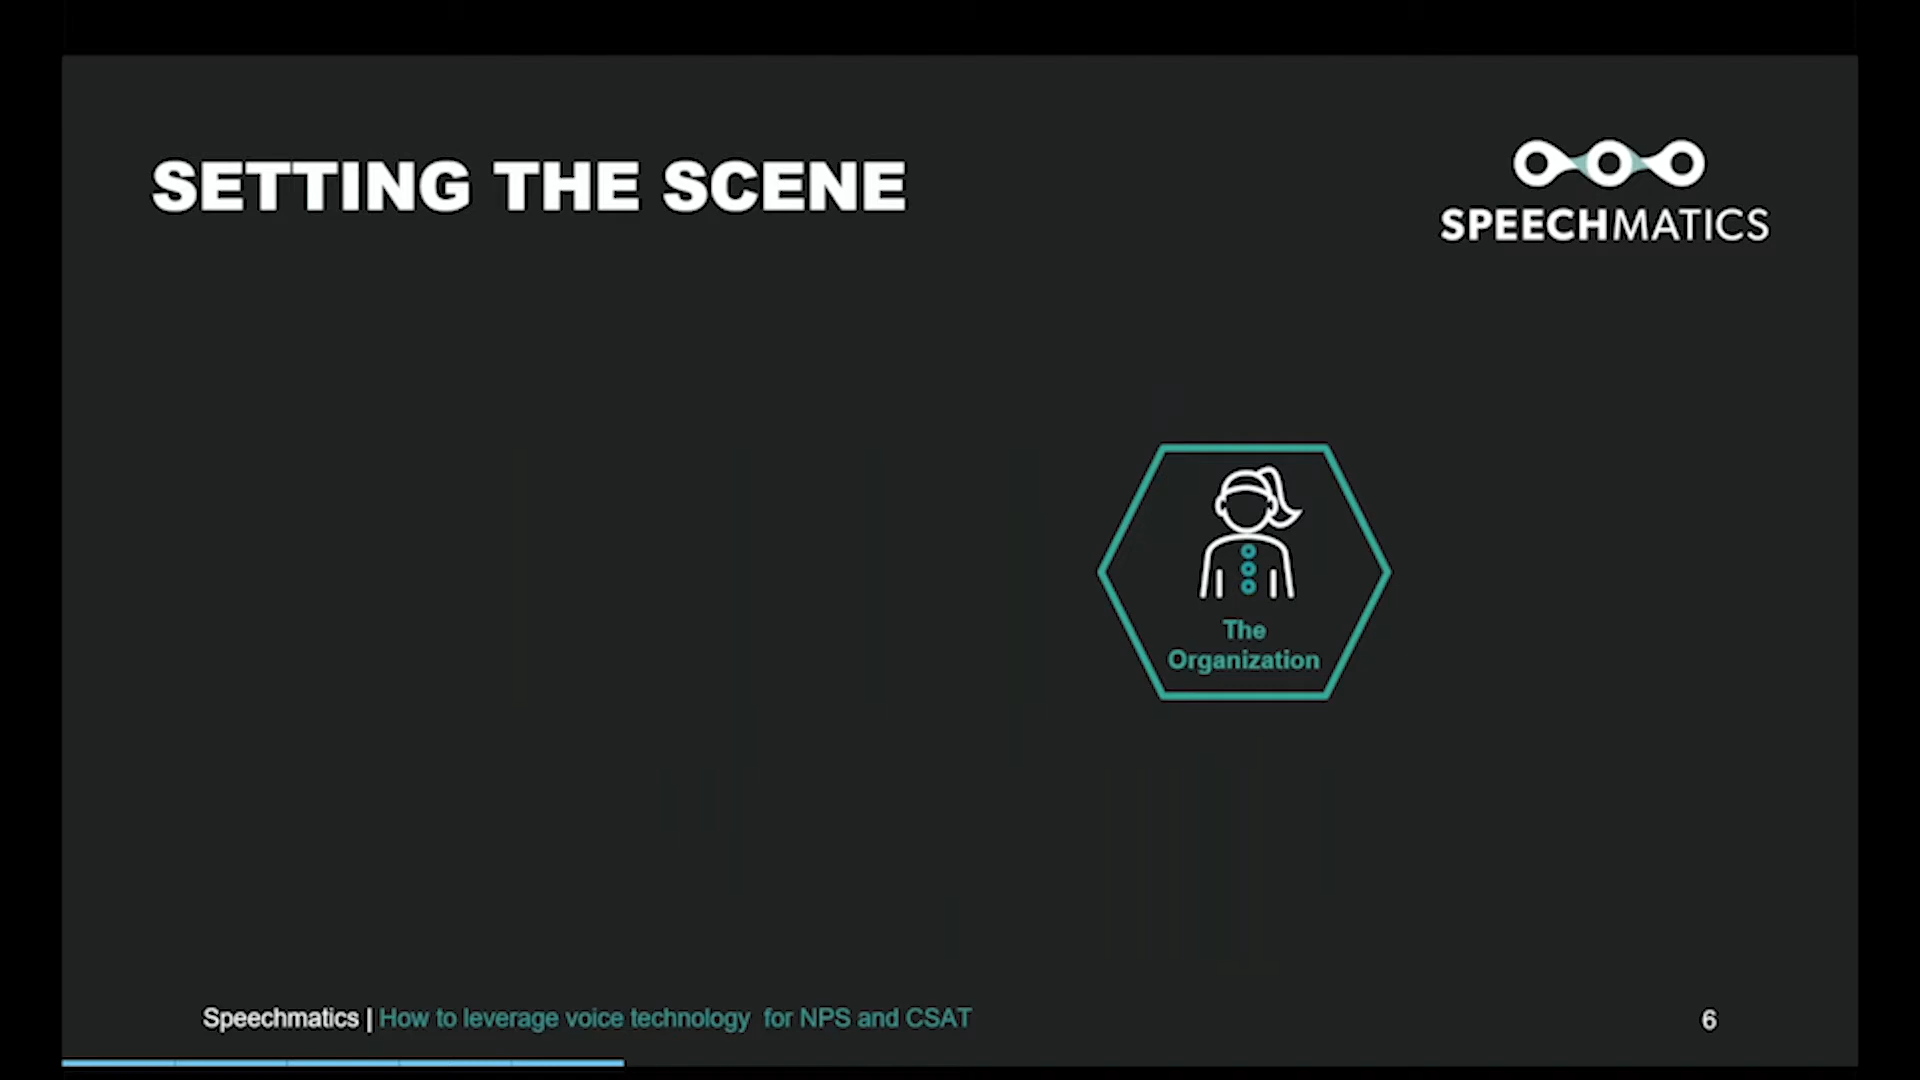 SETTING THE SCENE
SPEECHMATICS
The
Organization
Speechmatics | How to leverage voice technology for NPS and CSAT
6